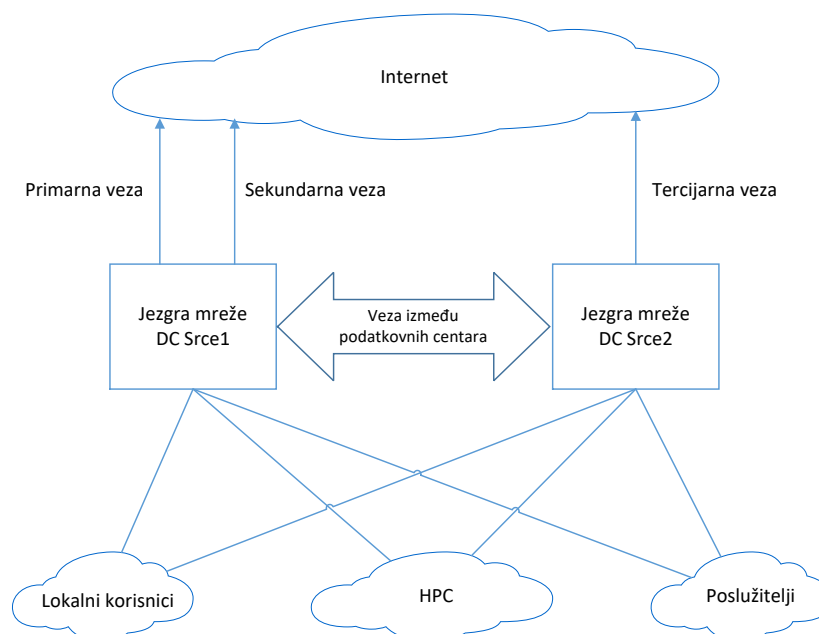 Internet
Primarna veza
Sekundarna veza
Tercijarna veza
Jezgra mreže
DC Srce1
Veza između
podatkovnih centara
Jezgra mreže
DC Srce2
Lokalni korisnici
HPC
Poslužitelji